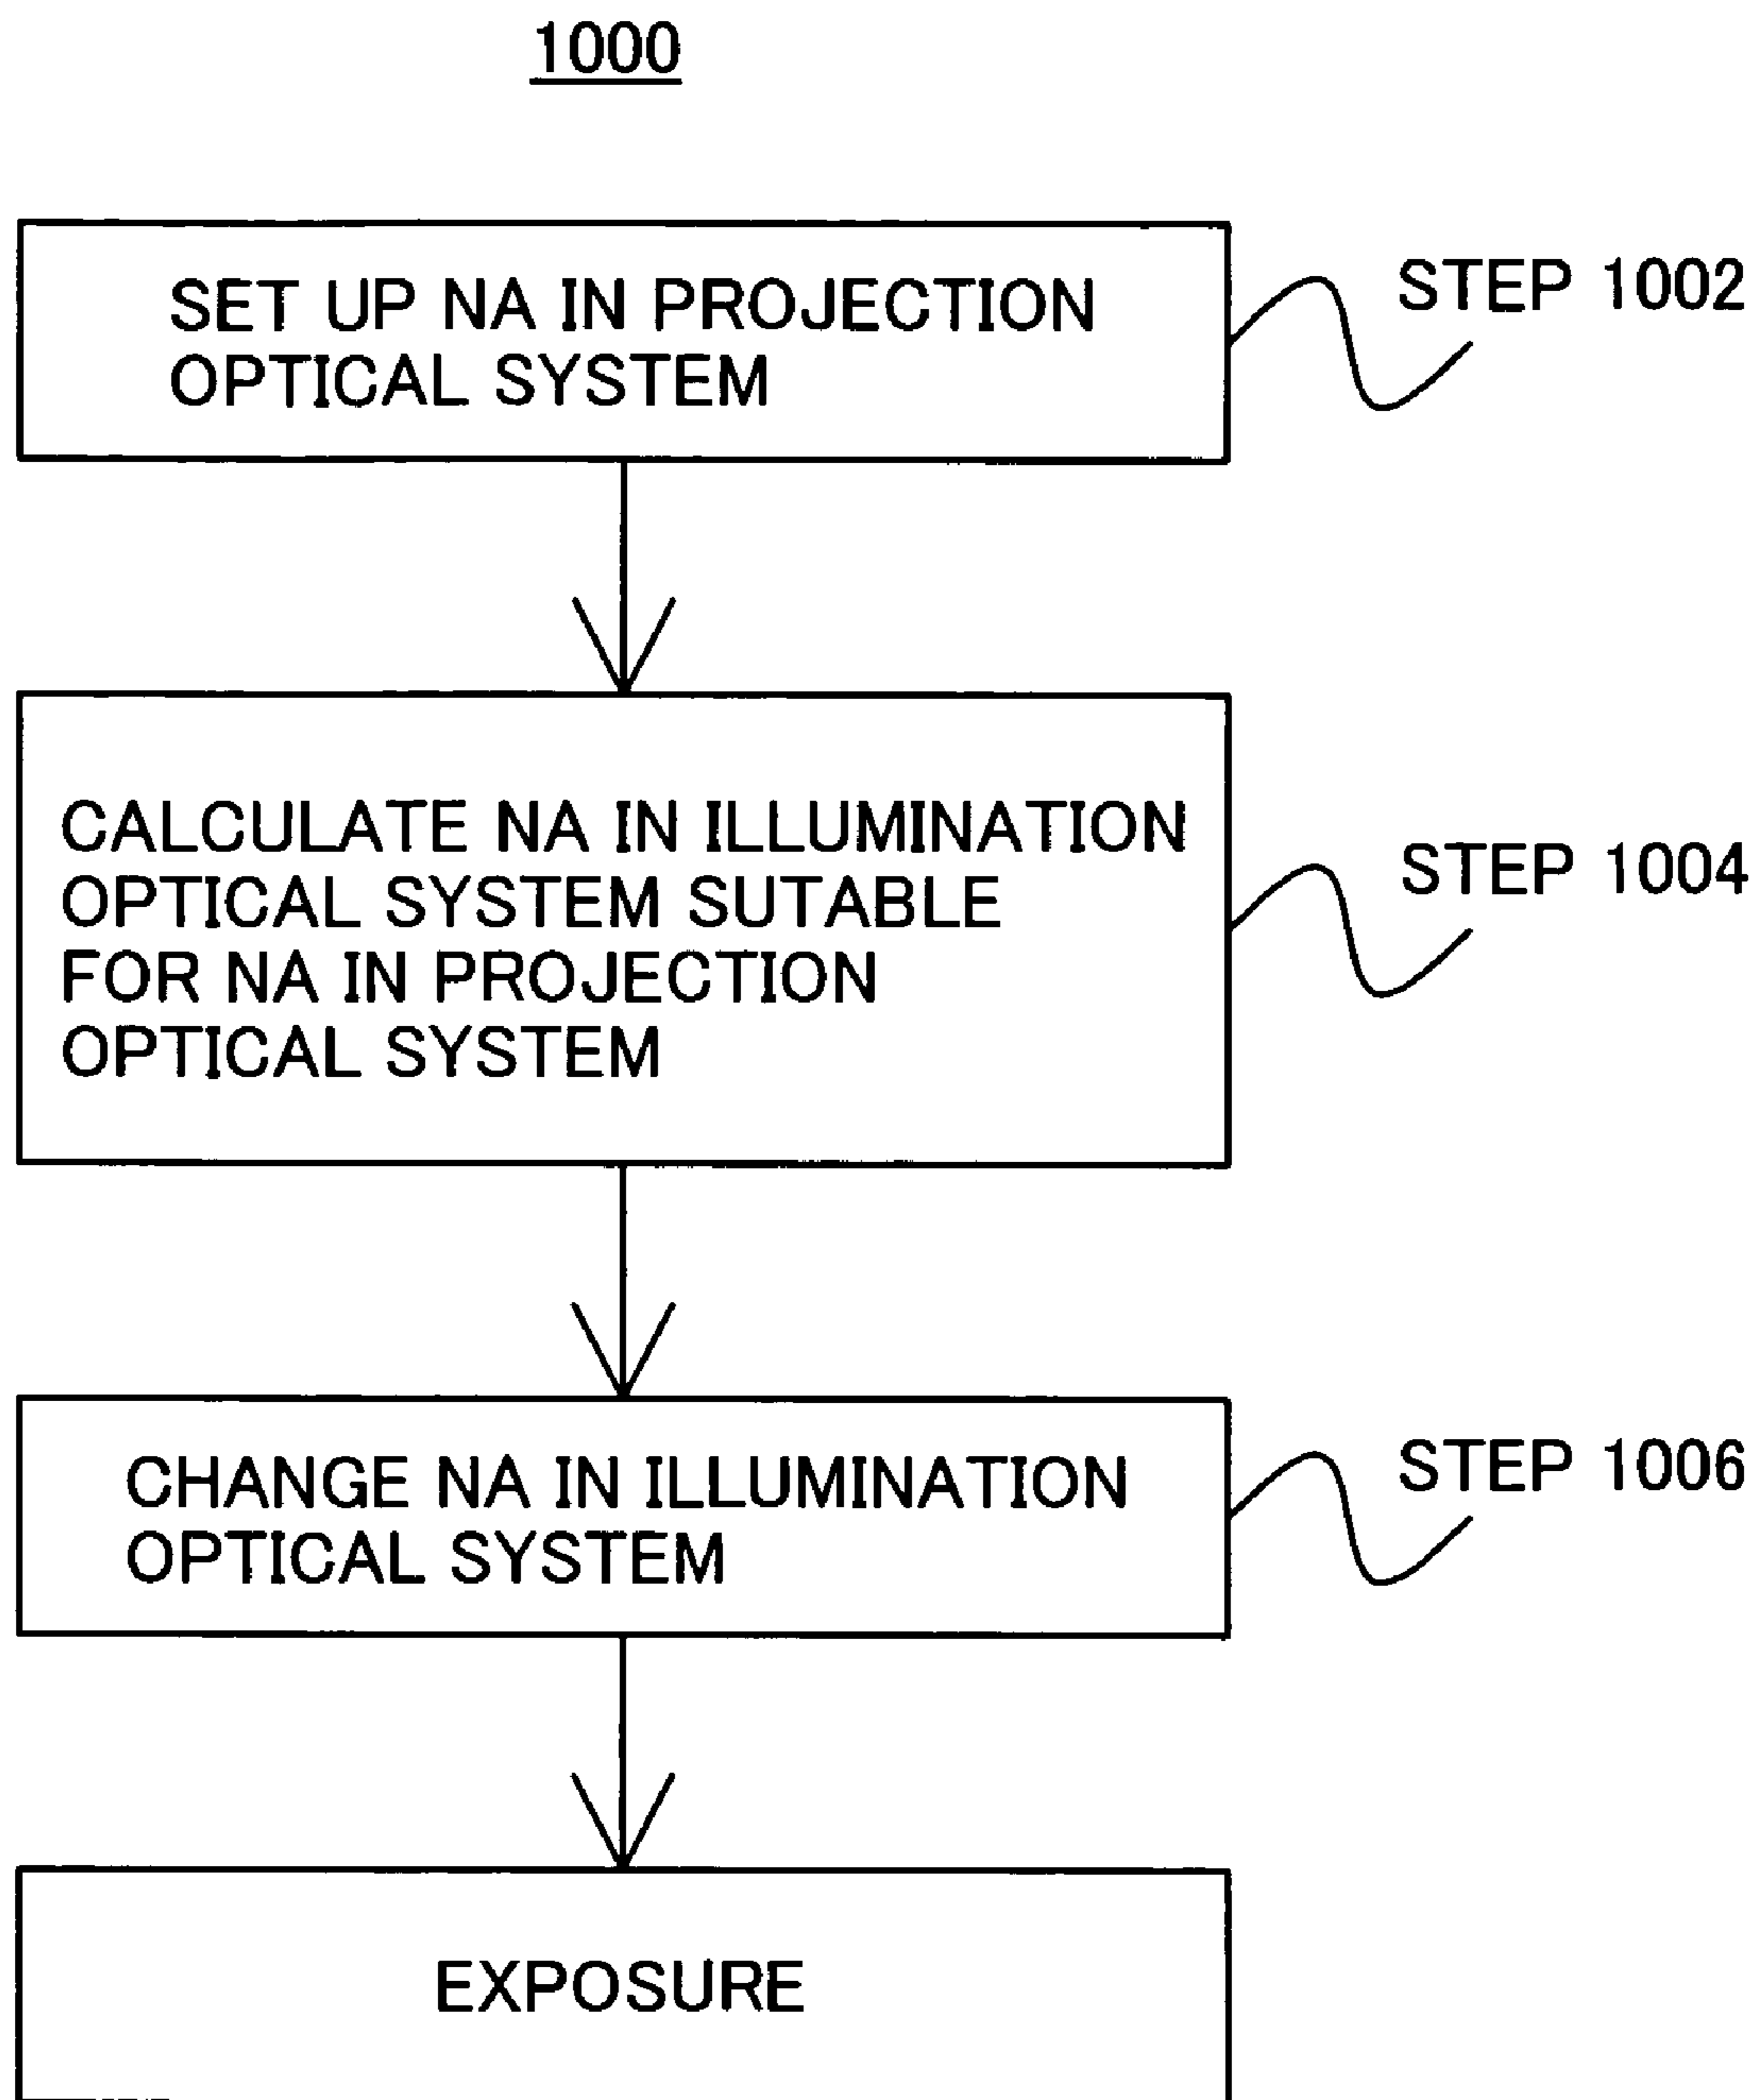 1000
SET UP NA IN PROJECTION
OPTICAL SYSTEM
STEP 1002
CALCULATE NA IN ILLUMINATION
OPTICAL SYSTEM SUTABLE
FOR NA IN PROJECTION
OPTICAL SYSTEM
STEP 1004
CHANGE NA IN ILLUMINATION
OPTICAL SYSTEM
STEP 1006
EXPOSURE